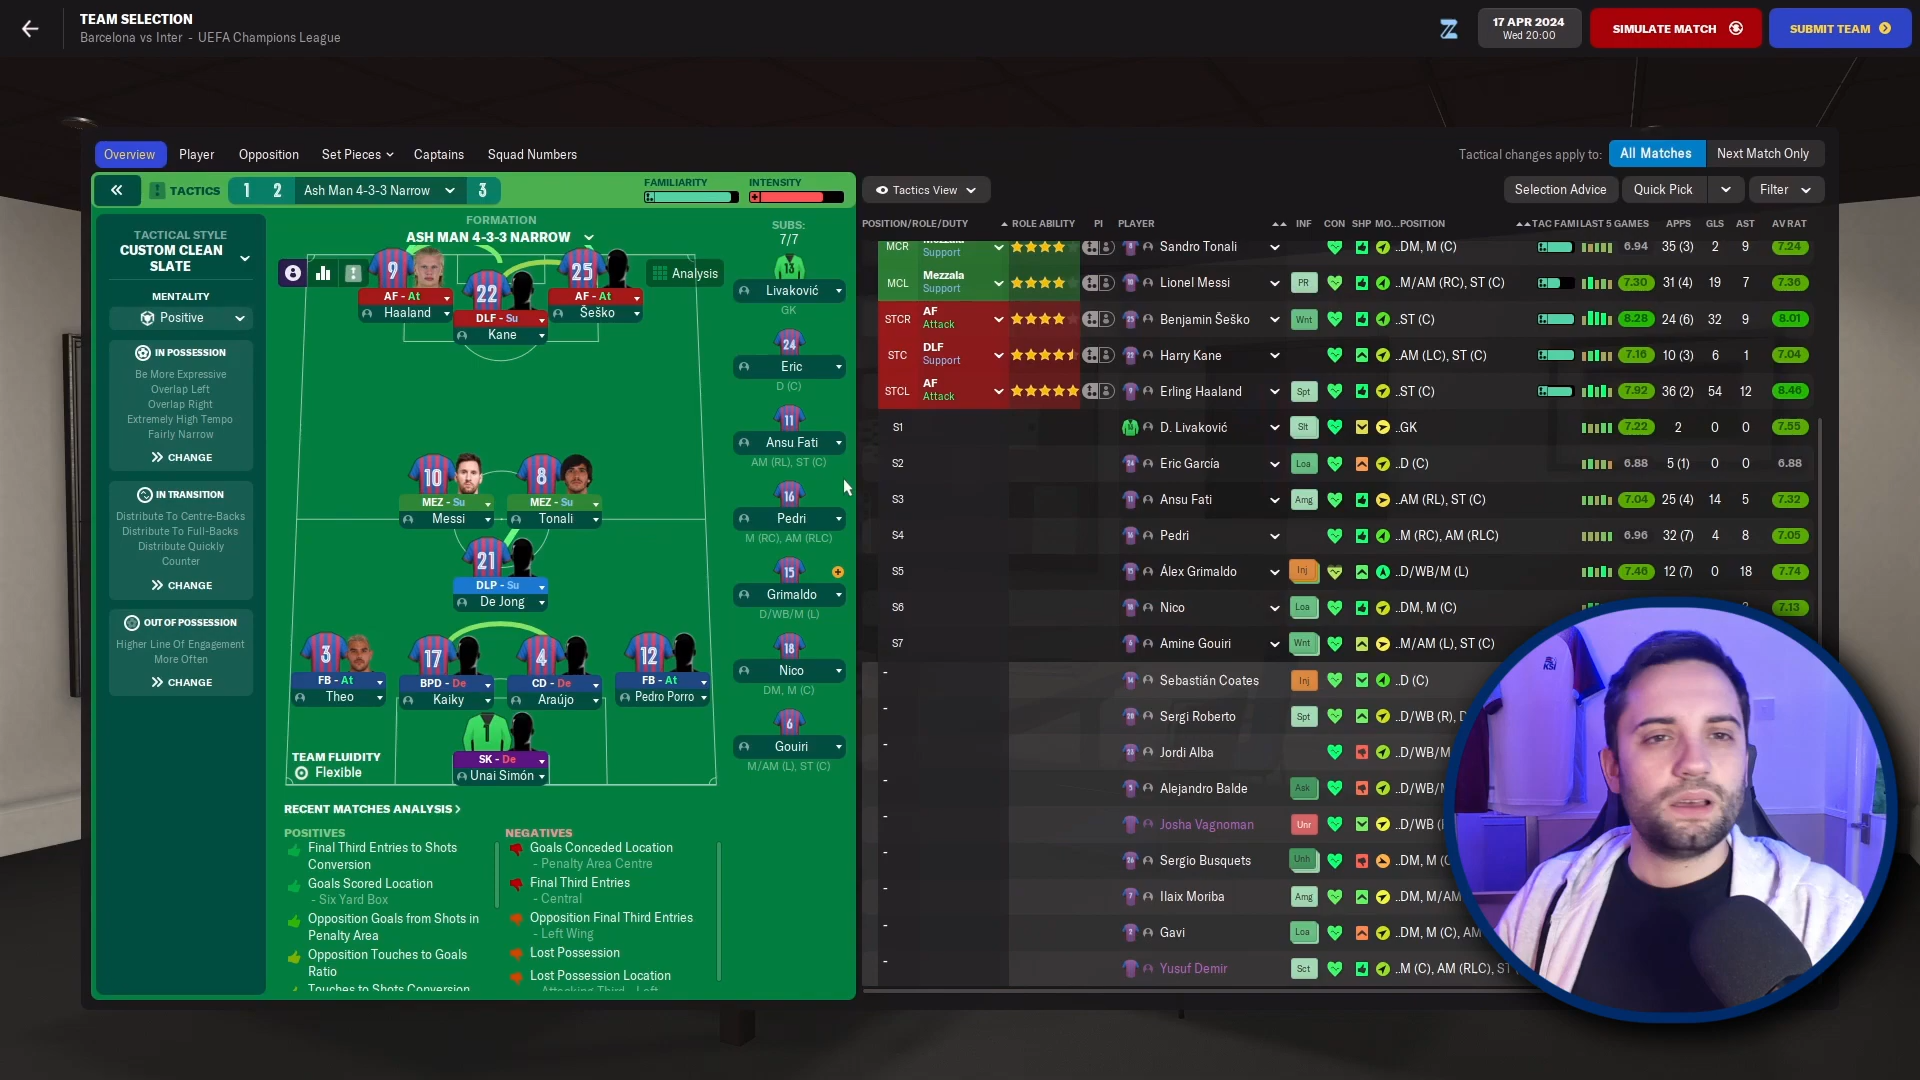 TEAM SELECTION
Barcelona vs Inter - UEFA Champions League
17 APR 2024
Wed 20:00
SIMULATE MATCH
SUBMIT TEAM
Overview Player Opposition Set Pieces Captains Squad Numbers
Tactical changes apply to: All Matches Next Match Only
TACTICS 1 2 Ash Man 4-3-3 Narrow 3
FAMILIARITY INTENSITY
Tactics View
Selection Advice Quick Pick Filter
TACTICAL STYLE
CUSTOM CLEAN
SLATE
MENTALITY
Positive
IN POSSESSION
Be More Expressive
Overlap Left
Overlap Right
Extremely High Tempo
Fairly Narrow
CHANGE
IN TRANSITION
Distribute To Centre-Backs
Distribute To Full-Backs
Distribute Quickly
Counter
CHANGE
OUT OF POSSESSION
Higher Line Of Engagement
More Often
CHANGE
FORMATION
ASH MAN 4-3-3 NARROW
Analysis
9
AF - At
Haaland
22
DLF - Su
Kane
25
AF - At
Šeško
10
MEZ - Su
Messi
8
MEZ - Su
Tonali
21
DLP - Su
De Jong
3
FB - At
Theo
17
BPD - De
Kaiky
4
CD - De
Araújo
12
FB - At
Pedro Porro
1
SK - De
Unai Simón
TEAM FLUIDITY
Flexible
SUBS:
7/7
13
Livaković
GK
24
Eric
D (C)
11
Ansu Fati
AM (RL), ST (C)
16
Pedri
M (RC), AM (RLC)
15
Grimaldo
D/WB/M (L)
18
Nico
DM, M (C)
6
Gouiri
M/AM (L), ST (C)
RECENT MATCHES ANALYSIS
POSITIVES
Final Third Entries to Shots
Conversion
Goals Scored Location
- Six Yard Box
Opposition Goals from Shots in
Penalty Area
Opposition Touches to Goals
Ratio
Touches to Shots Conversion
NEGATIVES
Goals Conceded Location
- Penalty Area Centre
Final Third Entries
- Central
Opposition Final Third Entries
- Left Wing
Lost Possession
Lost Possession Location
- Attacking Third - Left
POSITION/ROLE/DUTY ROLE ABILITY PI PLAYER INF CON SHP MO... POSITION TAC FAMI LAST 5 GAMES APPS GLS AST AV RAT
MCR Mezzala Support Sandro Tonali ..DM, M (C) 6.94 35 (3) 2 9 7.24
MCL Mezzala Support Lionel Messi PR ..M/AM (RC), ST (C) 7.30 31 (4) 19 7 7.36
STCR AF Attack Benjamin Šeško Wnt ..ST (C) 8.28 24 (6) 32 9 8.01
STC DLF Support Harry Kane ..AM (LC), ST (C) 7.16 10 (3) 6 1 7.04
STCL AF Attack Erling Haaland Spt ..ST (C) 7.92 36 (2) 54 12 8.46
S1 D. Livaković Slt ..GK 7.22 2 0 0 7.55
S2 Eric García Loa ..D (C) 6.88 5 (1) 0 0 6.88
S3 Ansu Fati Amg ..AM (RL), ST (C) 7.04 25 (4) 14 5 7.32
S4 Pedri ..M (RC), AM (RLC) 6.96 32 (7) 4 8 7.05
S5 Álex Grimaldo Inj ..D/WB/M (L) 7.46 12 (7) 0 18 7.74
S6 Nico Loa ..DM, M (C) 7.13
S7 Amine Gouiri Wnt ..M/AM (L), ST (C)
- Sebastián Coates Inj ..D (C)
- Sergi Roberto Spt ..D/WB (R), D
- Jordi Alba ..D/WB/M
- Alejandro Balde Ask ..D/WB/M
- Josha Vagnoman Unr ..D/WB (
- Sergio Busquets Unh ..DM, M (C
- Ilaix Moriba Amg ..DM, M/AM
- Gavi Loa ..DM, M (C), AM
- Yusuf Demir Sct ..M (C), AM (RLC), ST
KSI